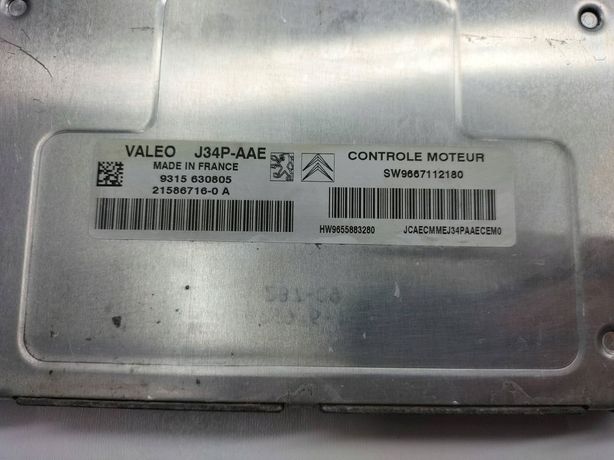 VALEO J34P-AAE
MADE IN FRANCE
9315 630805
21586716-0 A
CONTROLE MOTEUR
SW9667112180
HW9655883280
JCAECMMEJ34PAAECEM0